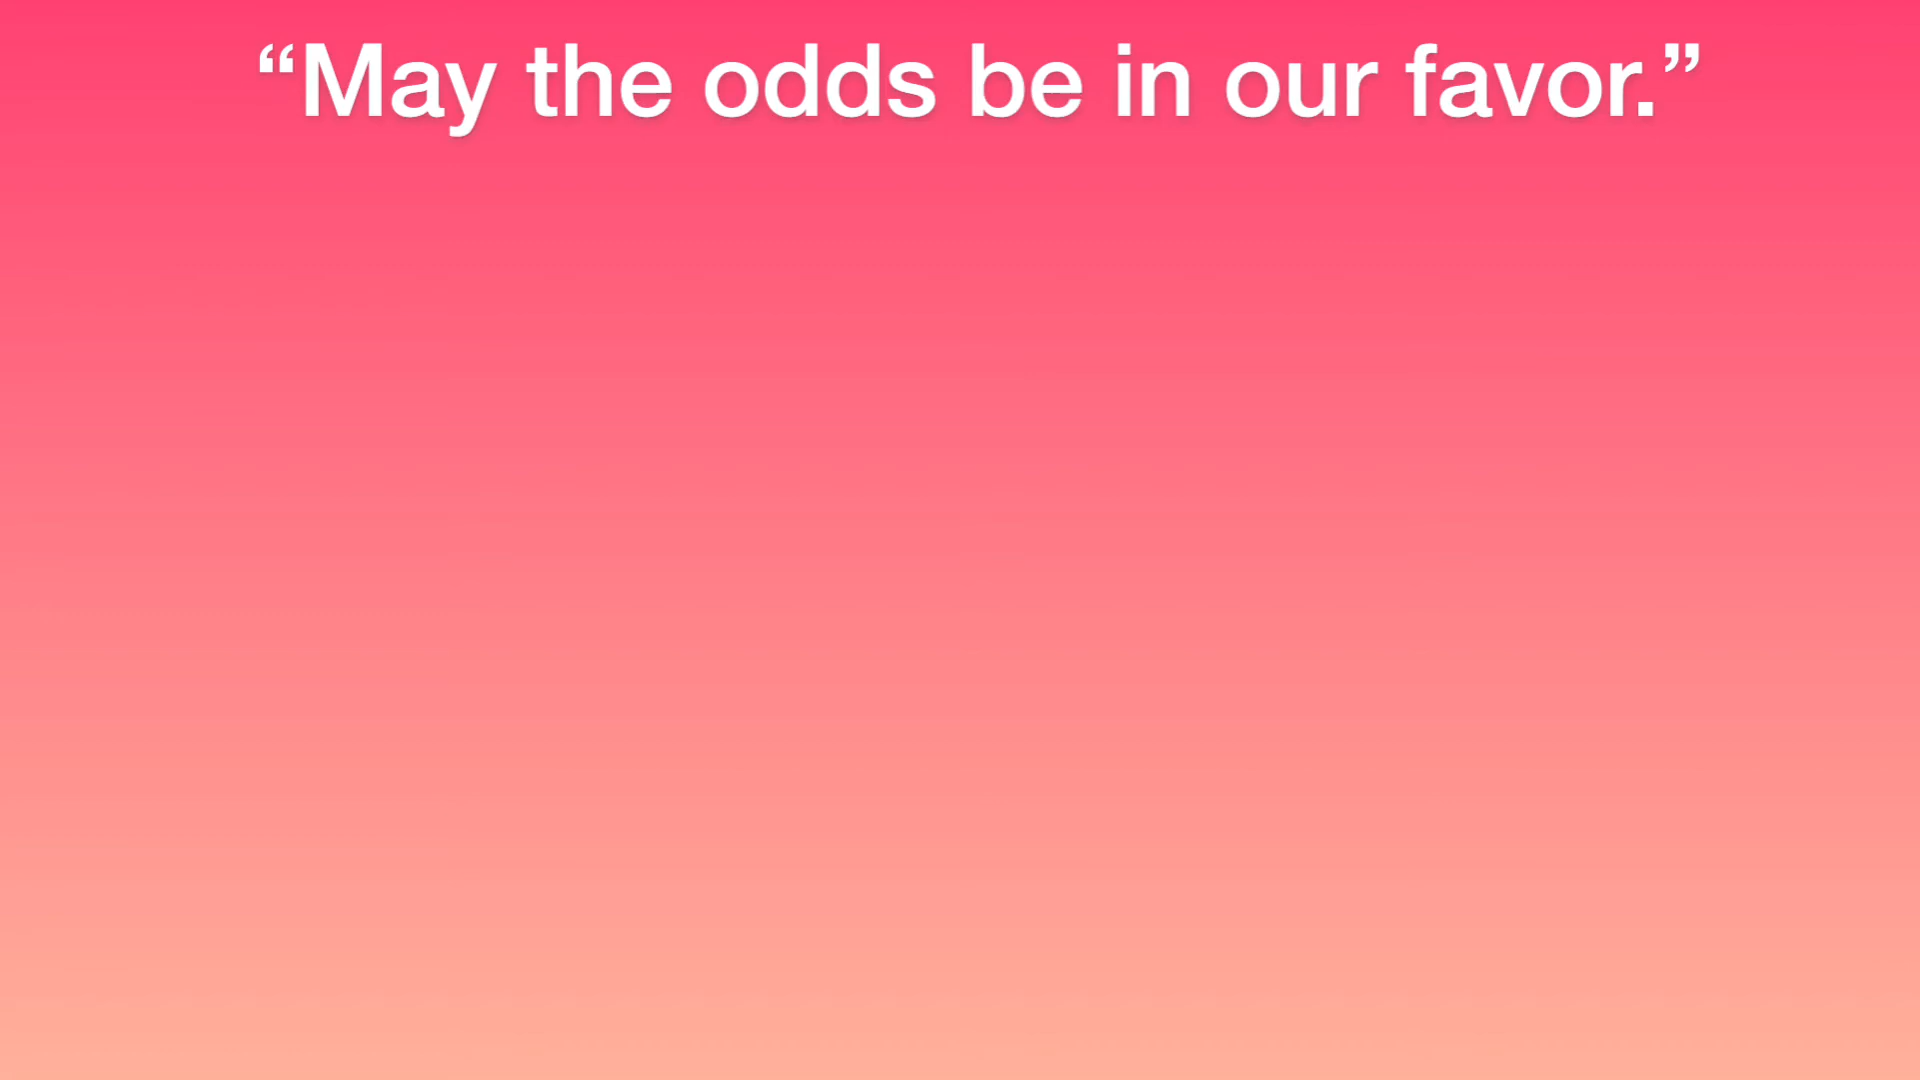 “May the odds be in our favor.”